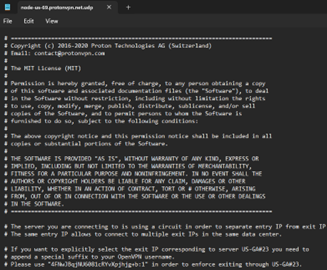 node-us-48.protonvpn.net.udp
File Edit View
# ==============================================================================
# Copyright (c) 2016-2020 Proton Technologies AG (Switzerland)
# Email: contact@protonvpn.com
#
# The MIT License (MIT)
#
# Permission is hereby granted, free of charge, to any person obtaining a copy
# of this software and associated documentation files (the "Software"), to deal
# in the Software without restriction, including without limitation the rights
# to use, copy, modify, merge, publish, distribute, sublicense, and/or sell
# copies of the Software, and to permit persons to whom the Software is
# furnished to do so, subject to the following conditions:
#
# The above copyright notice and this permission notice shall be included in all
# copies or substantial portions of the Software.
#
# THE SOFTWARE IS PROVIDED "AS IS", WITHOUT WARRANTY OF ANY KIND, EXPRESS OR
# IMPLIED, INCLUDING BUT NOT LIMITED TO THE WARRANTIES OF MERCHANTABILITY,
# FITNESS FOR A PARTICULAR PURPOSE AND NONINFRINGEMENT. IN NO EVENT SHALL THE
# AUTHORS OR COPYRIGHT HOLDERS BE LIABLE FOR ANY CLAIM, DAMAGES OR OTHER
# LIABILITY, WHETHER IN AN ACTION OF CONTRACT, TORT OR # OTHERWISE, ARISING
# FROM, OUT OF OR IN CONNECTION WITH THE SOFTWARE OR THE USE OR OTHER DEALINGS
# IN THE SOFTWARE.
# ==============================================================================

# The server you are connecting to is using a circuit in order to separate entry IP from exit IP
# The same entry IP allows to connect to multiple exit IPs in the same data center.

# If you want to explicitly select the exit IP corresponding to server US-GA#23 you need to
# append a special suffix to your OpenVPN username.
# Please use in order to enforce exiting through US-GA#23.